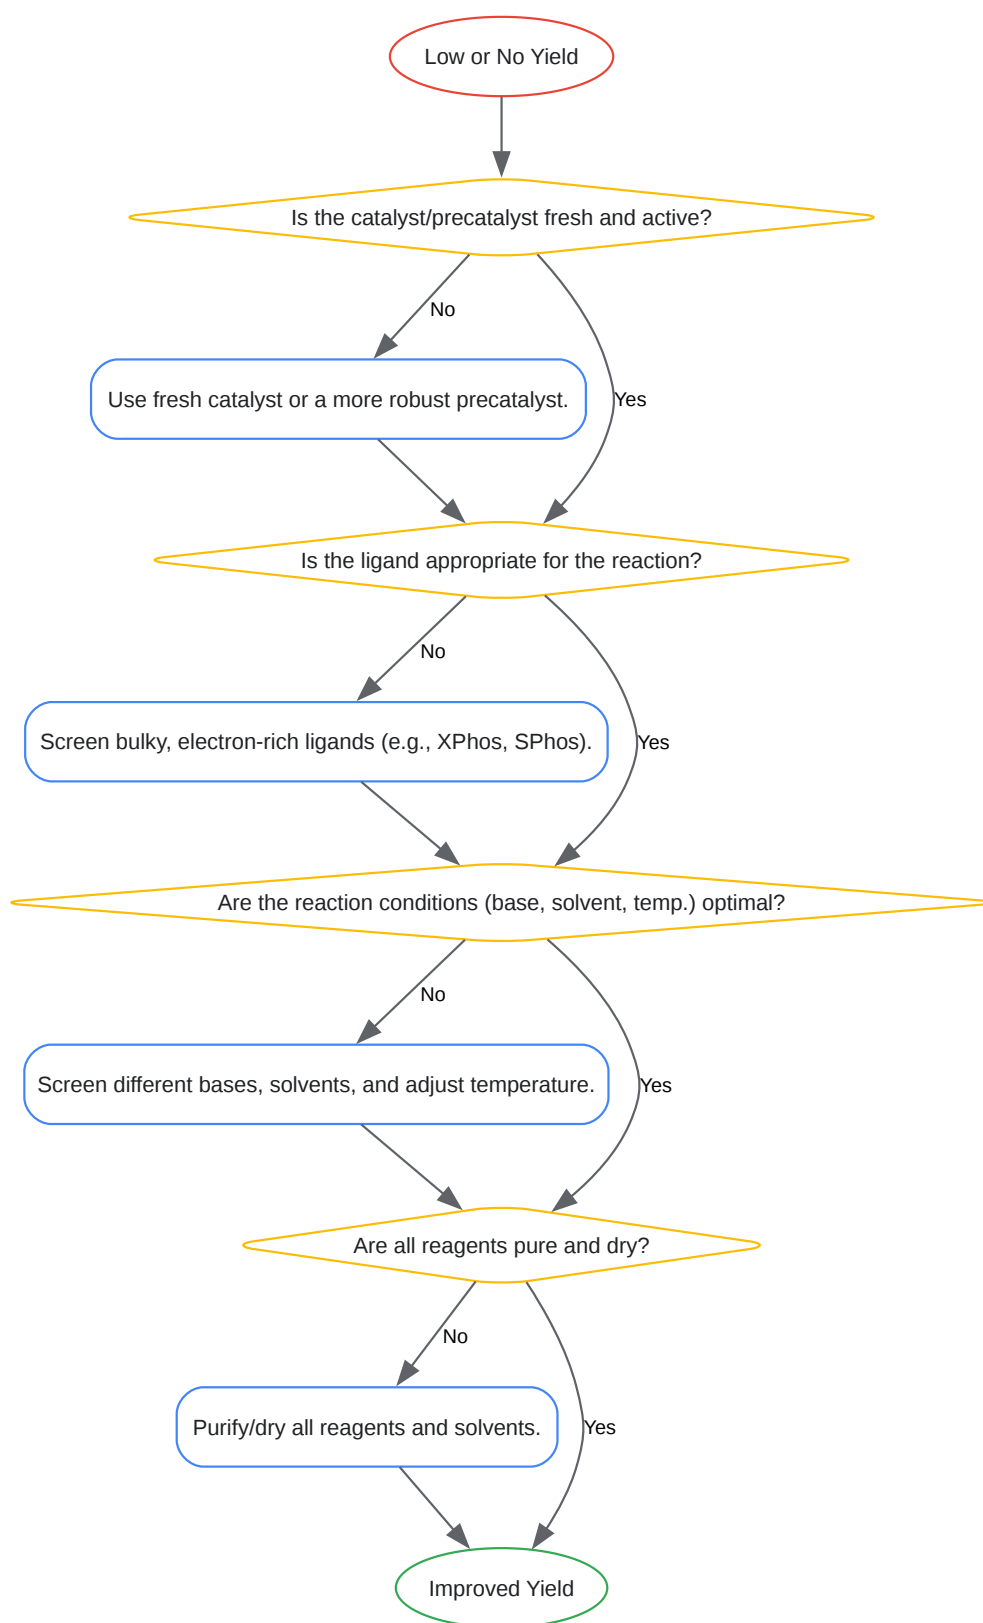 Low or No Yield
Is the catalyst/precatalyst fresh and active?
No
Use fresh catalyst or a more robust precatalyst.
Yes
Is the ligand appropriate for the reaction?
No
Screen bulky, electron-rich ligands (e.g., XPhos, SPhos).
Yes
Are the reaction conditions (base, solvent, temp.) optimal?
No
Screen different bases, solvents, and adjust temperature.
Yes
Are all reagents pure and dry?
No
Purify/dry all reagents and solvents.
Yes
Improved Yield